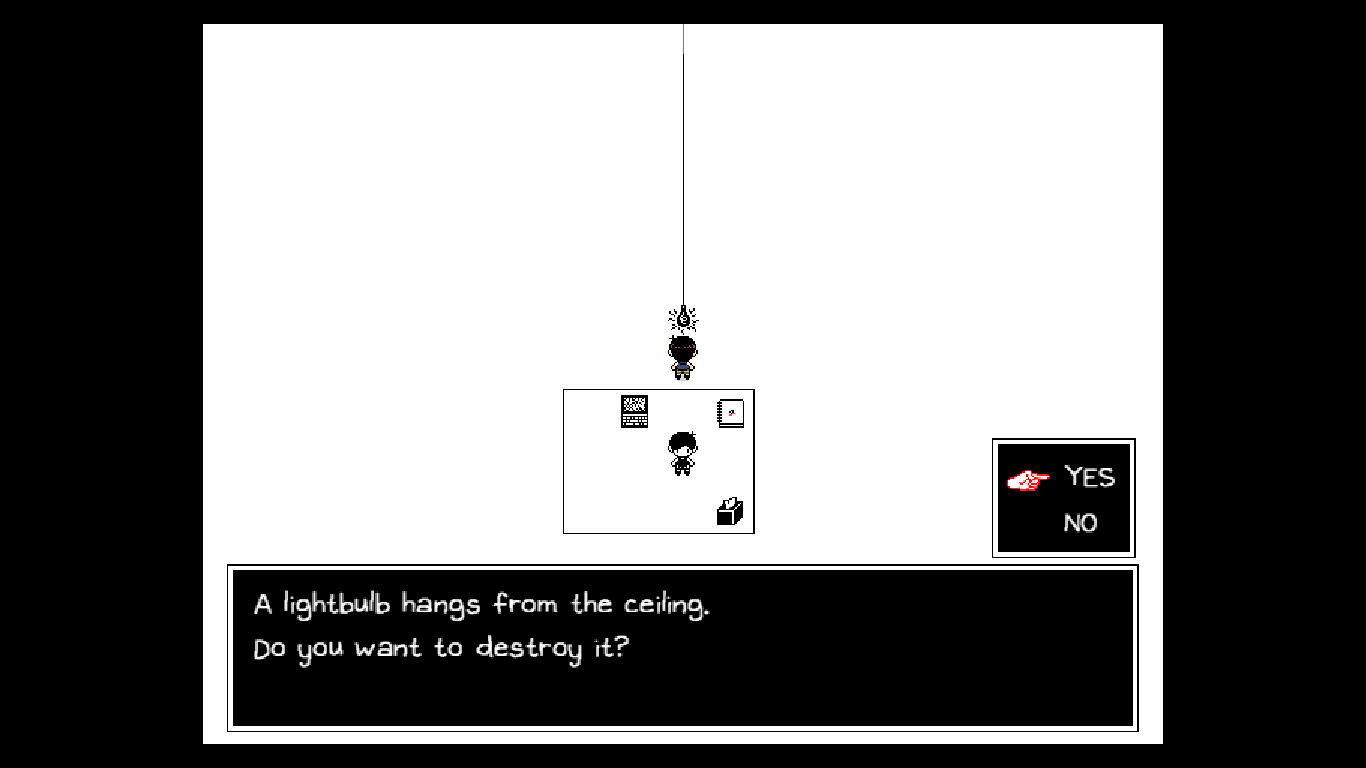 YES
NO
A lightbulb hangs from the ceiling.
Do you want to destroy it?